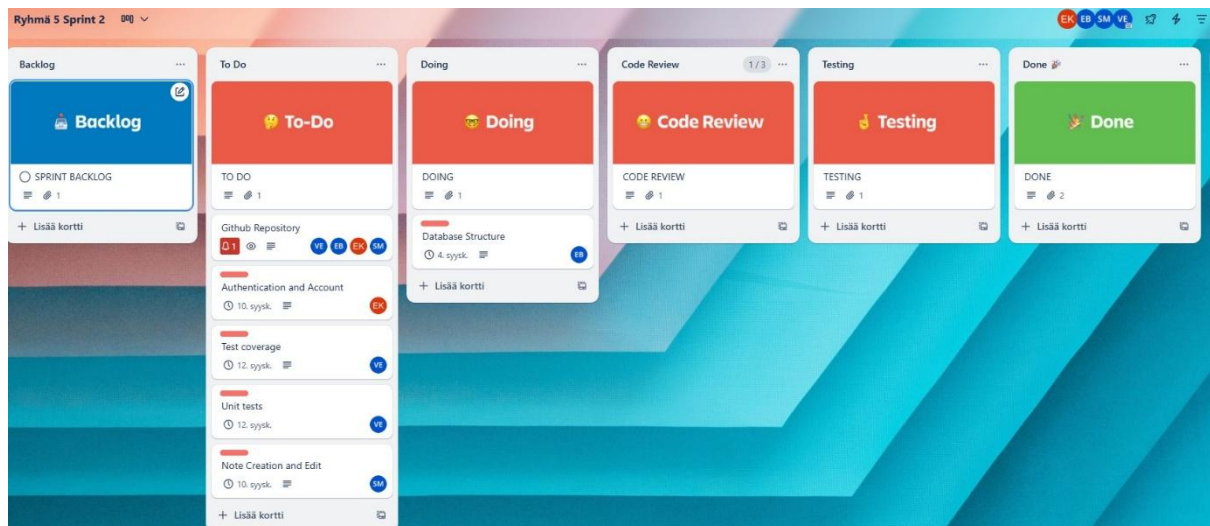 Ryhmä 5 Sprint 2
EK EB SM VE
Backlog
Backlog
SPRINT BACKLOG
1
+ Lisää kortti
To Do
To-Do
TO DO
1
Github Repository
1
VE EB EK SM
Authentication and Account
10. syysk.
EK
Test coverage
12. syysk.
VE
Unit tests
12. syysk.
VE
Note Creation and Edit
10. syysk.
SM
+ Lisää kortti
Doing
Doing
DOING
1
Database Structure
4. syysk.
EB
+ Lisää kortti
Code Review
1/3
Code Review
CODE REVIEW
1
+ Lisää kortti
Testing
Testing
TESTING
1
+ Lisää kortti
Done
Done
DONE
2
+ Lisää kortti